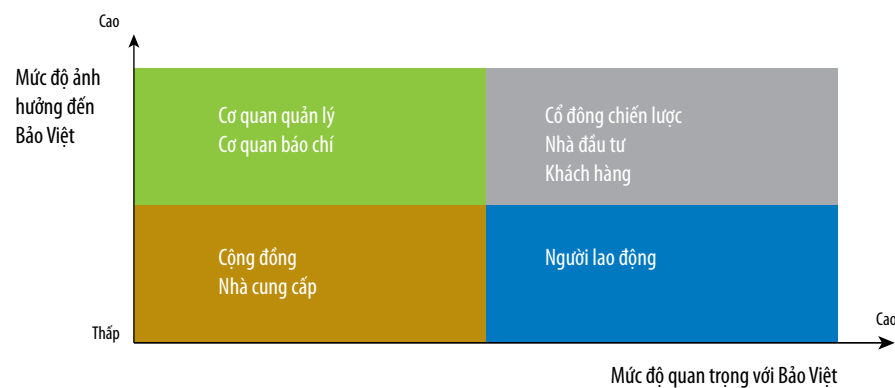 Cao
Mức độ ảnh
hưởng đến
Bảo Việt
Cơ quan quản lý
Cơ quan báo chí
Cổ đông chiến lược
Nhà đầu tư
Khách hàng
Cộng đồng
Nhà cung cấp
Người lao động
Thấp
Cao
Mức độ quan trọng với Bảo Việt